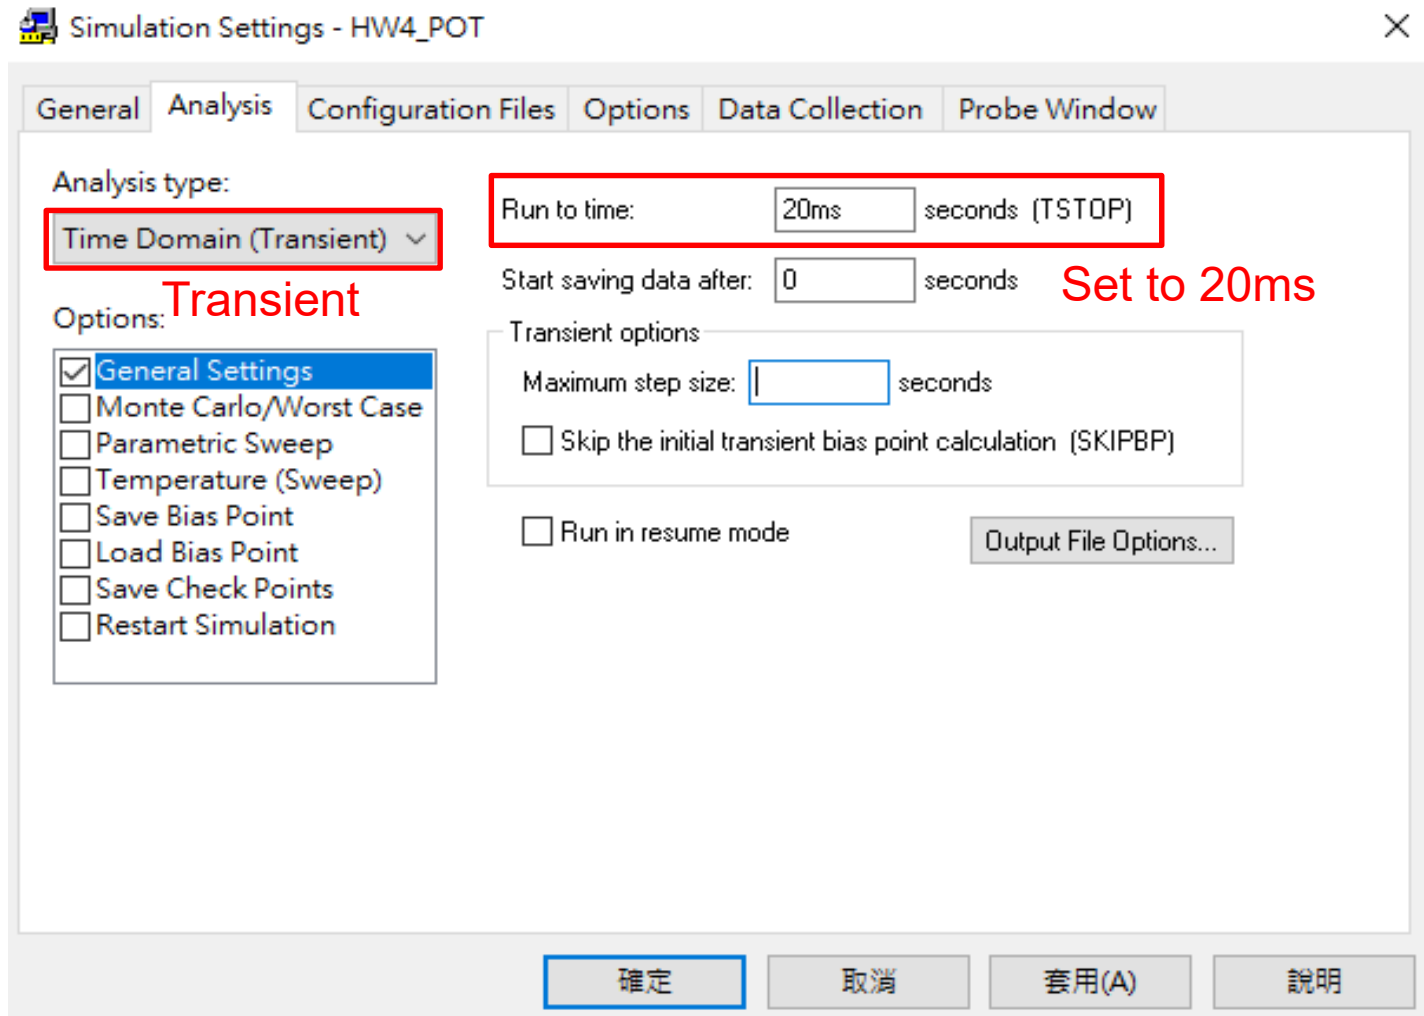 Simulation Settings - HW4_POT
General Analysis Configuration Files Options Data Collection Probe Window
Analysis type:
Time Domain (Transient)
Transient
Options:
General Settings
Monte Carlo/Worst Case
Parametric Sweep
Temperature (Sweep)
Save Bias Point
Load Bias Point
Save Check Points
Restart Simulation
Run to time: 20ms seconds (TSTOP)
Start saving data after: 0 seconds
Set to 20ms
Transient options
Maximum step size: seconds
Skip the initial transient bias point calculation (SKIPBP)
Run in resume mode
Output File Options...
確定 取消 套用(A) 說明